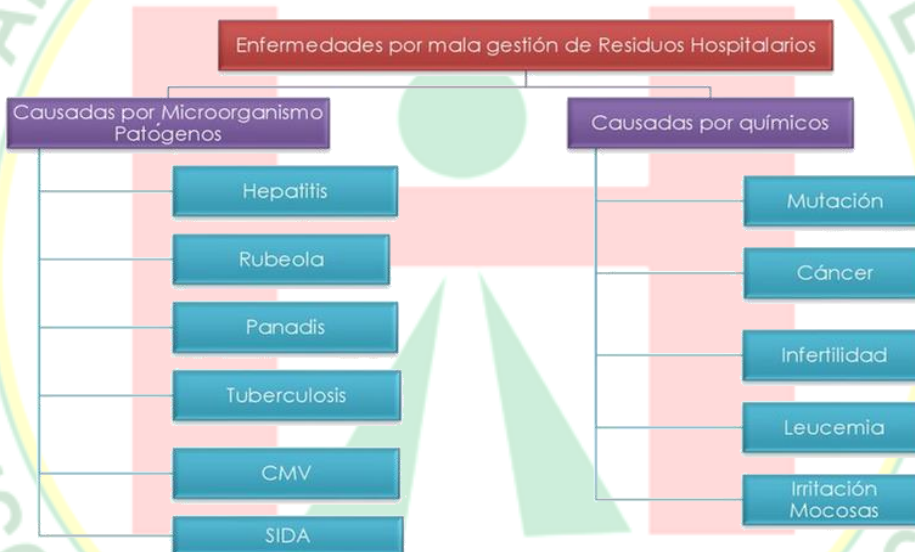 Enfermedades por mala gestión de Residuos Hospitalarios
Causadas por Microorganismo
Patógenos
Hepatitis
Rubeola
Panadis
Tuberculosis
CMV
SIDA
Causadas por químicos
Mutación
Cáncer
Infertilidad
Leucemia
Irritación
Mocosas